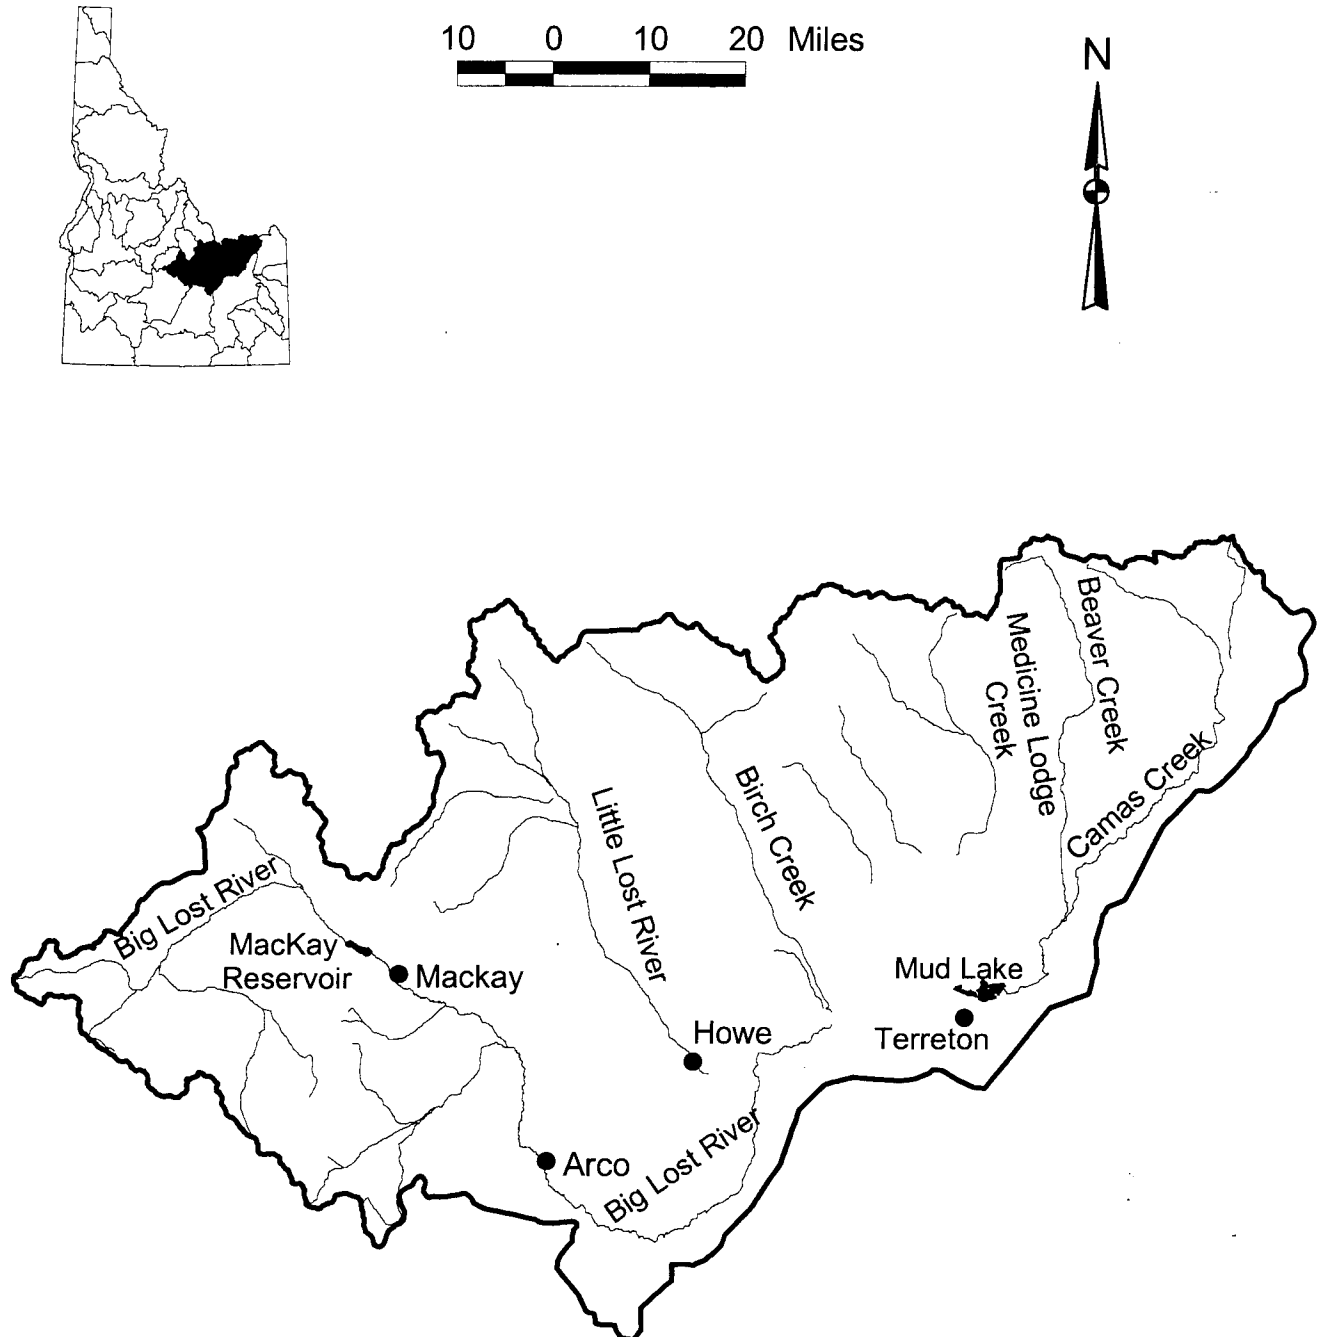 10 0 10 20 Miles
N
Beaver Creek
Medicine Lodge
Creek
Camas Creek
Birch Creek
Little Lost River
Big Lost River
MacKay
Reservoir
Mackay
Mud Lake
Terreton
Howe
Big Lost River
Arco